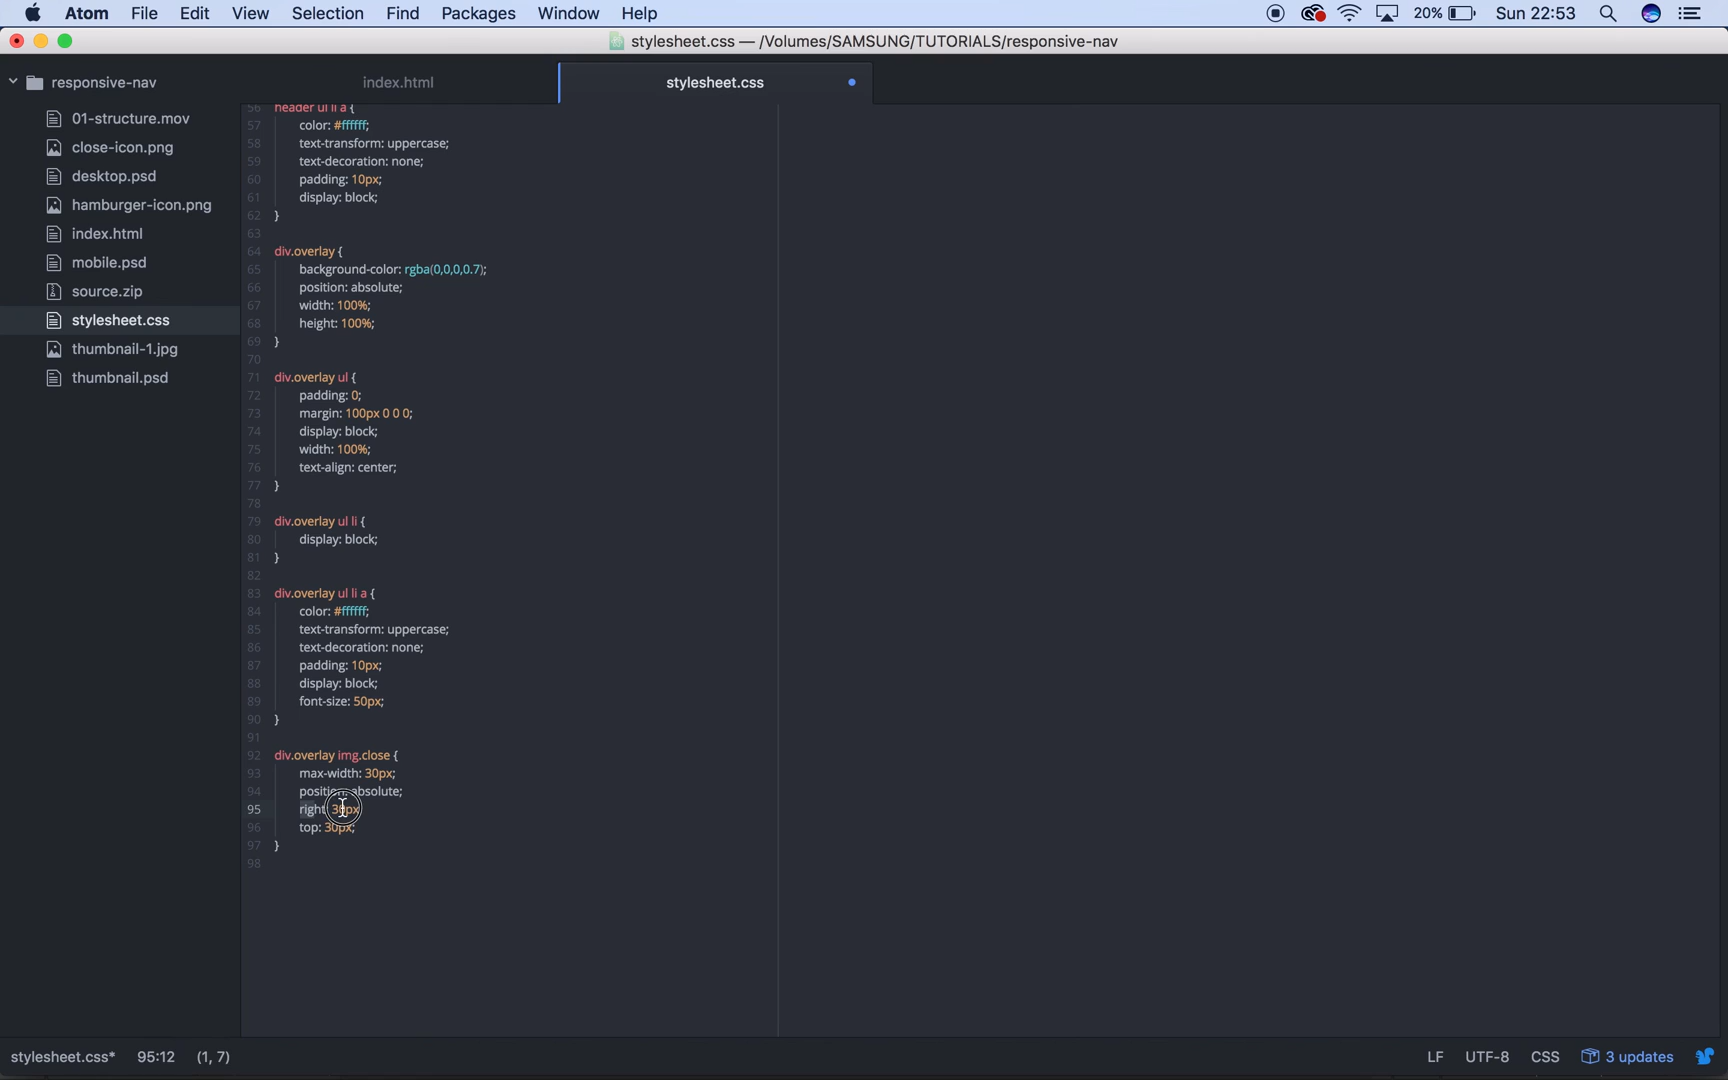 Atom File Edit View Selection Find Packages Window Help 20% Sun 22:53
stylesheet.css — /Volumes/SAMSUNG/TUTORIALS/responsive-nav
responsive-nav index.html stylesheet.css
01-structure.mov
close-icon.png
desktop.psd
hamburger-icon.png
index.html
mobile.psd
source.zip
stylesheet.css
thumbnail-1.jpg
thumbnail.psd
56 header ul li a {
57 color: #ffffff;
58 text-transform: uppercase;
59 text-decoration: none;
60 padding: 10px;
61 display: block;
62 }
63
64 div.overlay {
65 background-color: rgba(0,0,0,0.7);
66 position: absolute;
67 width: 100%;
68 height: 100%;
69 }
70
71 div.overlay ul {
72 padding: 0;
73 margin: 100px 0 0 0;
74 display: block;
75 width: 100%;
76 text-align: center;
77 }
78
79 div.overlay ul li {
80 display: block;
81 }
82
83 div.overlay ul li a {
84 color: #ffffff;
85 text-transform: uppercase;
86 text-decoration: none;
87 padding: 10px;
88 display: block;
89 font-size: 50px;
90 }
91
92 div.overlay img.close {
93 max-width: 30px;
94 position: absolute;
95 right: 30px
96 top: 30px;
97 }
98
stylesheet.css* 95:12 (1, 7) LF UTF-8 CSS 3 updates